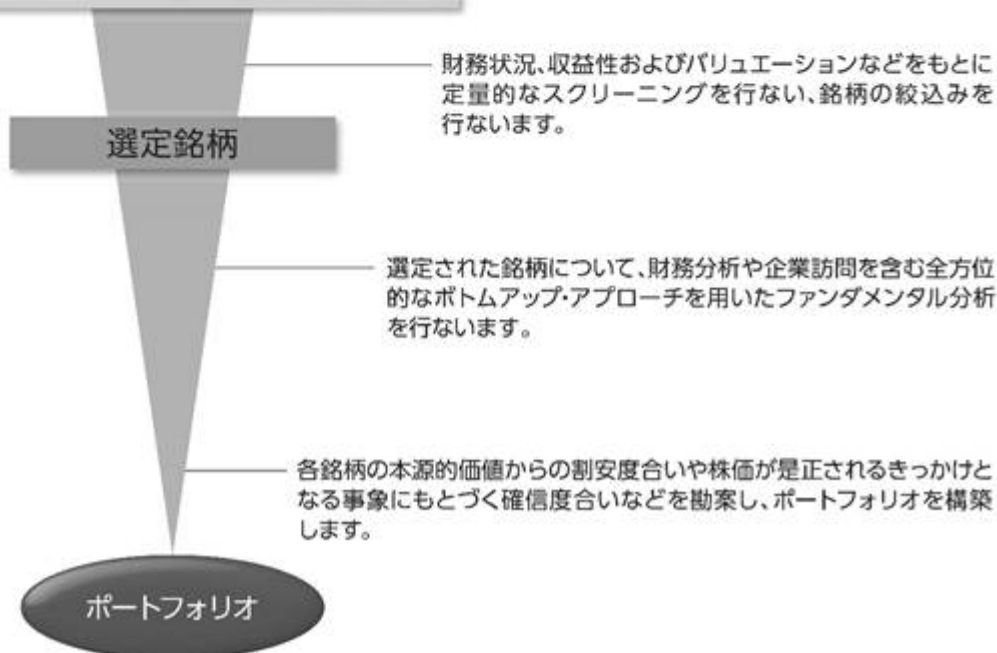 財務状況、収益性およびバリュエーションなどをもとに
定量的なスクリーニングを行ない、銘柄の絞込みを
行ないます。
選定銘柄
選定された銘柄について、財務分析や企業訪問を含む全方位
的なボトムアップ・アプローチを用いたファンダメンタル分析
を行ないます。
各銘柄の本源的価値からの割安度合いや株価が是正されるきっかけと
なる事象にもとづく確信度合いなどを勘案し、ポートフォリオを構築
します。
ポートフォリオ